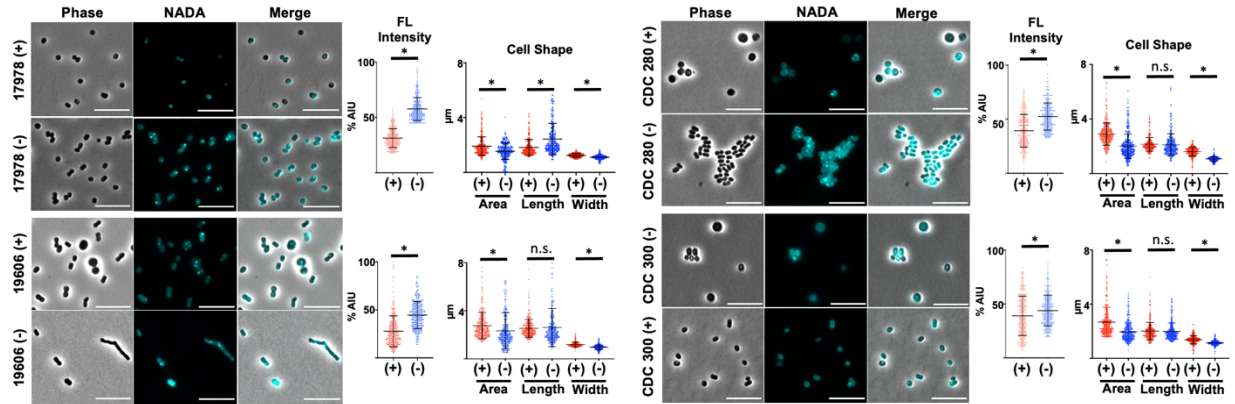 Phase NADA Merge FL Intensity
Cell Shape
17978 (+)
17978 (-)
% AIU
100
50
*
(+) (-)
µm
8
4
* * *
(+) (-) (+) (-) (+) (-)
Area Length Width
19606 (+)
19606 (-)
% AIU
100
50
*
(+) (-)
8
4
µm
* n.s. *
(+) (-) (+) (-) (+) (-)
Area Length Width
Phase NADA Merge FL Intensity
Cell Shape
CDC 280 (+)
CDC 280 (-)
% AIU
100
50
*
(+) (-)
µm
8
4
* n.s. *
(+) (-) (+) (-) (+) (-)
Area Length Width
CDC 300 (-)
CDC 300 (+)
% AIU
100
50
*
(+) (-)
µm
8
4
* n.s. *
(+) (-) (+) (-) (+) (-)
Area Length Width